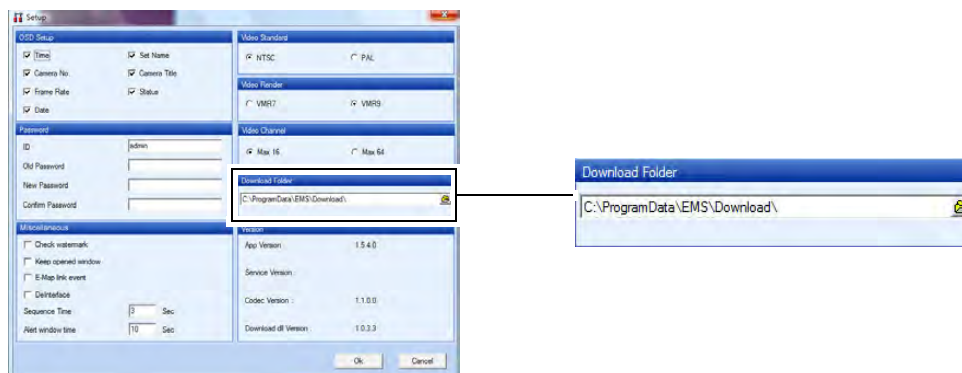 Setup
OSD Setup
Time
Set Name
Camera No.
Camera Title
Frame Rate
Status
Date
Password
ID
admin
Old Password
New Password
Confirm Password
Miscellaneous
Check watermark
Keep opened window
E-Map link event
DeInterlace
Sequence Time
3
Sec
Alert window time
10
Sec
Video Standard
NTSC
PAL
Video Render
VMR7
VMR9
Video Channel
Max 16
Max 64
Download Folder
C:\ProgramData\EMS\Download\
Version
App Version
1.5.4.0
Service Version
Codec Version :
1.1.0.0
Download dll Version
1.0.3.3
Ok
Cancel
Download Folder
C:\ProgramData\EMS\Download\